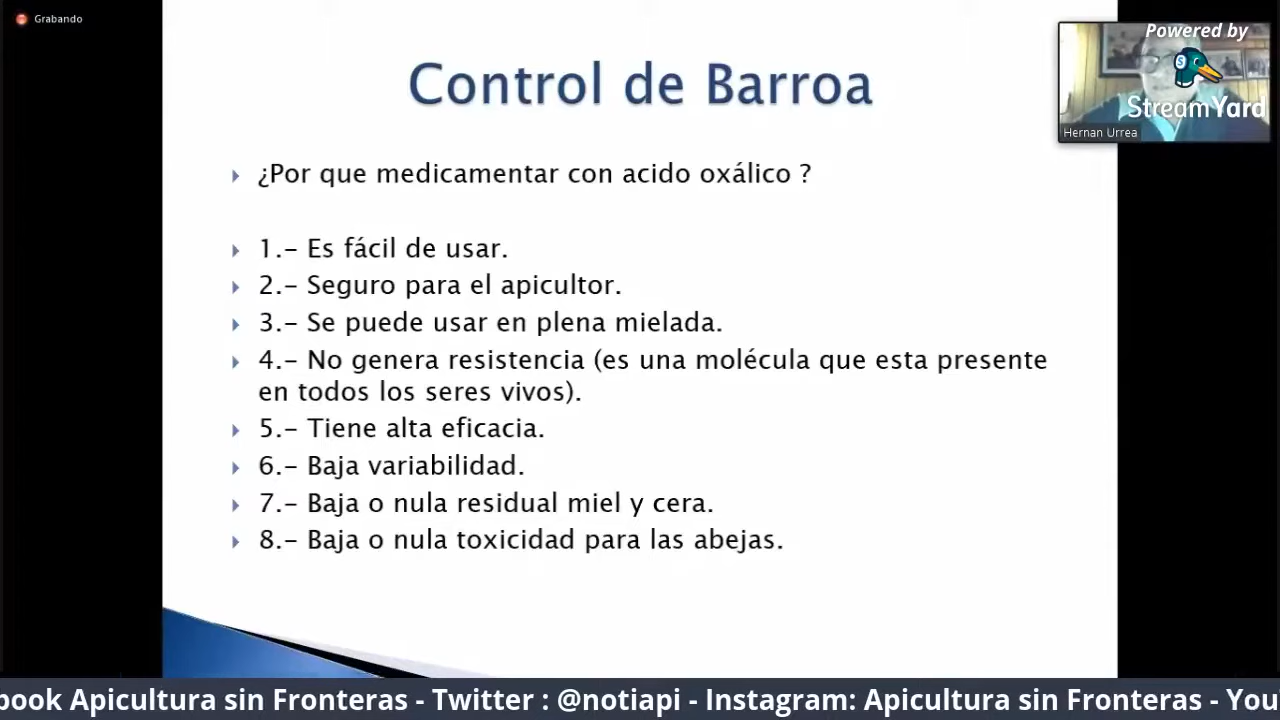 Grabando
Powered by
StreamYard
Hernan Urrea
Control de Barroa
¿Por que medicamentar con acido oxálico ?
1.- Es fácil de usar.
2.- Seguro para el apicultor.
3.- Se puede usar en plena mielada.
4.- No genera resistencia (es una molécula que esta presente
en todos los seres vivos).
5.- Tiene alta eficacia.
6.- Baja variabilidad.
7.- Baja o nula residual miel y cera.
8.- Baja o nula toxicidad para las abejas.
book Apicultura sin Fronteras - Twitter : @notiapi - Instagram: Apicultura sin Fronteras - You